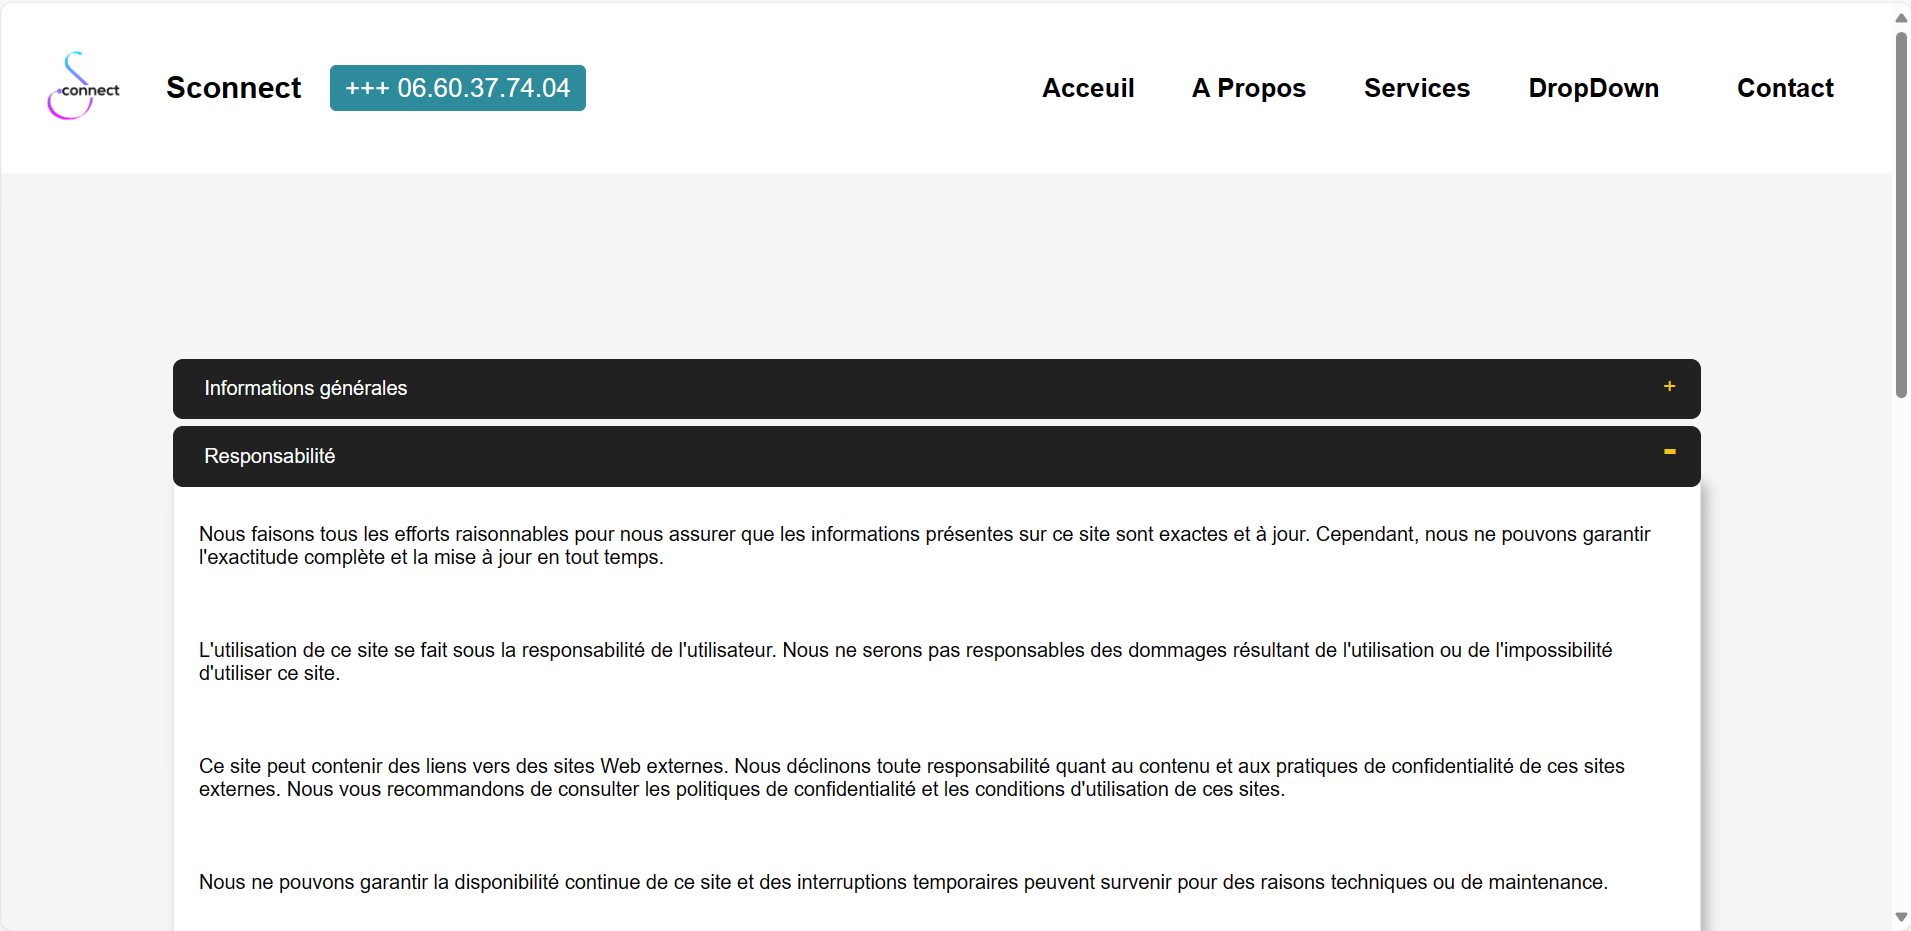 connect
Sconnect
+++ 06.60.37.74.04
Acceuil
A Propos
Services
DropDown
Contact
Informations générales
+
Responsabilité
-
Nous faisons tous les efforts raisonnables pour nous assurer que les informations présentes sur ce site sont exactes et à jour. Cependant, nous ne pouvons garantir
l'exactitude complète et la mise à jour en tout temps.
L'utilisation de ce site se fait sous la responsabilité de l'utilisateur. Nous ne serons pas responsables des dommages résultant de l'utilisation ou de l'impossibilité
d'utiliser ce site.
Ce site peut contenir des liens vers des sites Web externes. Nous déclinons toute responsabilité quant au contenu et aux pratiques de confidentialité de ces sites
externes. Nous vous recommandons de consulter les politiques de confidentialité et les conditions d'utilisation de ces sites.
Nous ne pouvons garantir la disponibilité continue de ce site et des interruptions temporaires peuvent survenir pour des raisons techniques ou de maintenance.